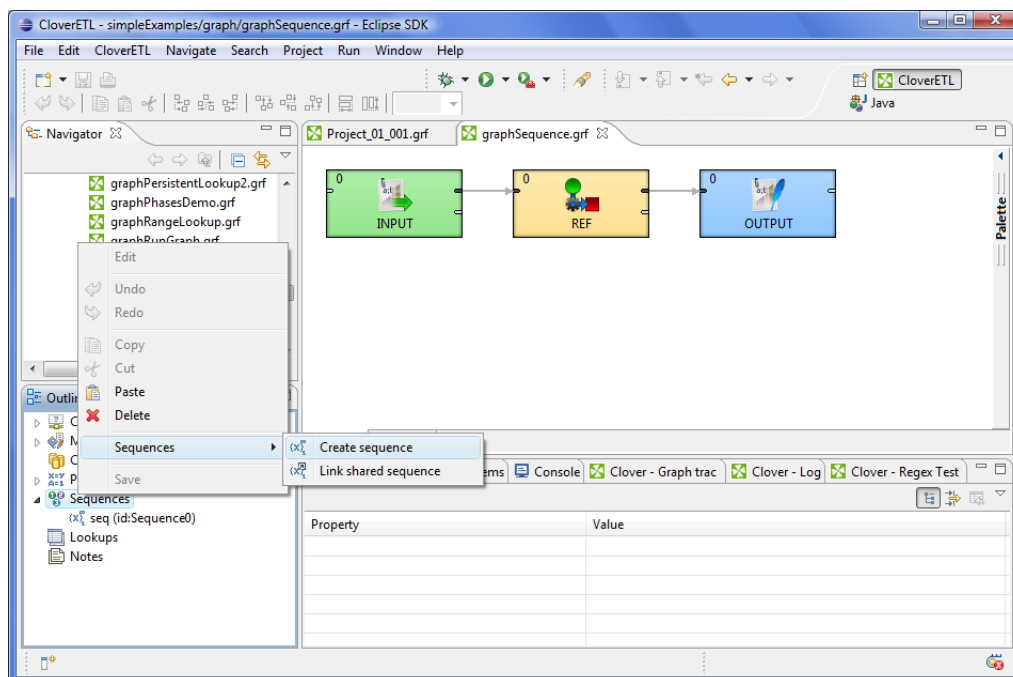 CloverETL - simpleExamples/graph/graphSequence.grf - Eclipse SDK
File Edit CloverETL Navigate Search Project Run Window Help
CloverETL
Java
Navigator
Project_01_001.grf
graphSequence.grf
graphPersistentLookup2.grf
graphPhasesDemo.grf
graphRangeLookup.grf
graphRunGraph.grf
0
INPUT
0
REF
0
OUTPUT
Palette
Edit
Undo
Redo
Copy
Cut
Paste
Delete
Sequences
Save
Create sequence
Link shared sequence
Sequences
seq (id:Sequence0)
Lookups
Notes
Console
Clover - Graph trac
Clover - Log
Clover - Regex Test
Property Value